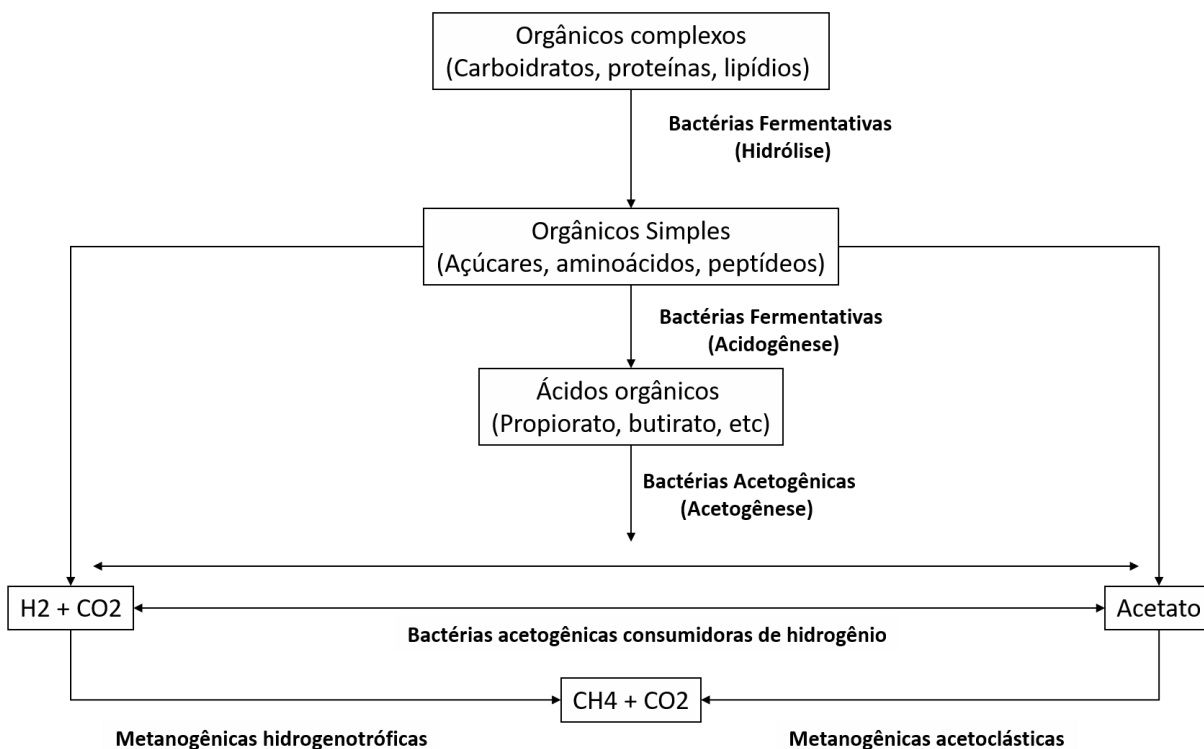 Orgânicos complexos
(Carboidratos, proteínas, lipídios)
Bactérias Fermentativas
(Hidrólise)
Orgânicos Simples
(Açúcares, aminoácidos, peptídeos)
Bactérias Fermentativas
(Acidogênese)
Ácidos orgânicos
(Propiorato, butirato, etc)
Bactérias Acetogênicas
(Acetogênese)
H2 + CO2
Acetato
Bactérias acetogênicas consumidoras de hidrogênio
CH4 + CO2
Metanogênicas hidrogenotróficas
Metanogênicas acetoclásticas